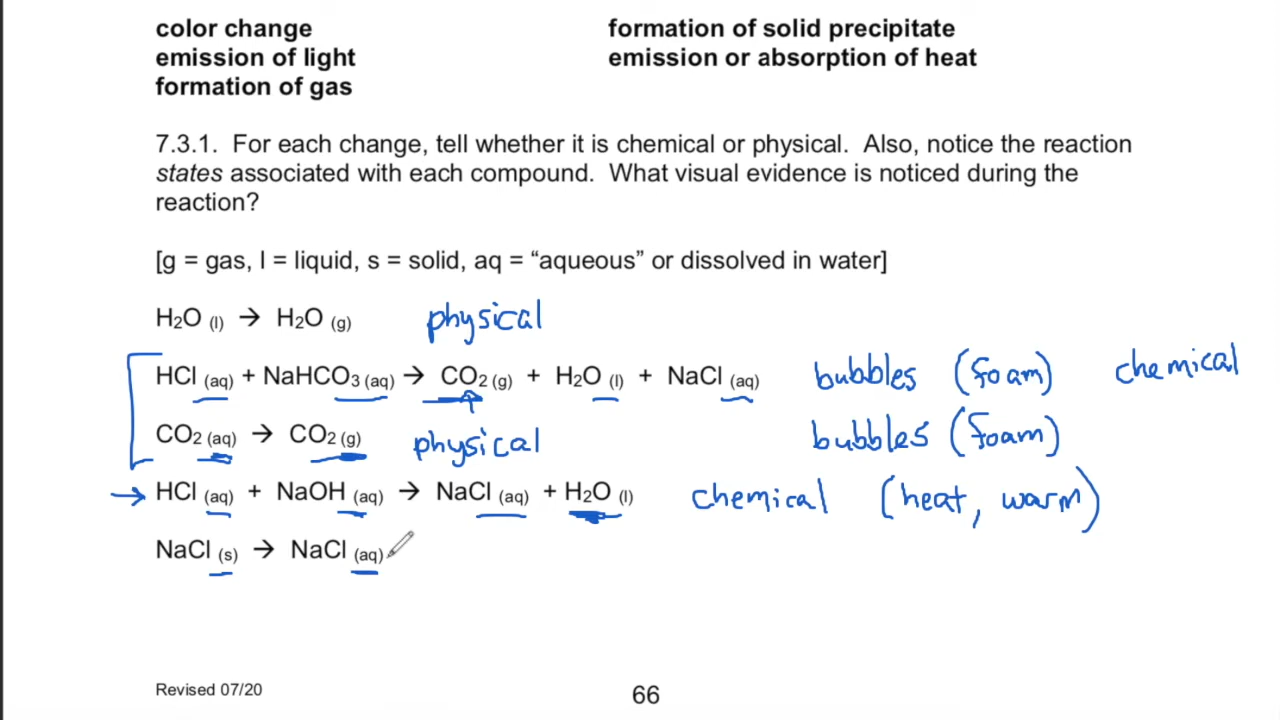 color change formation of solid precipitate
emission of light emission or absorption of heat
formation of gas
7.3.1. For each change, tell whether it is chemical or physical. Also, notice the reaction
states associated with each compound. What visual evidence is noticed during the
reaction?
[g = gas, l = liquid, s = solid, aq = “aqueous” or dissolved in water]
H₂O (l) → H₂O (g) physical
HCl (aq) + NaHCO₃ (aq) → CO₂ (g) + H₂O (l) + NaCl (aq) bubbles (foam) chemical
CO₂ (aq) → CO₂ (g) physical bubbles (foam)
→ HCl (aq) + NaOH (aq) → NaCl (aq) + H₂O (l) chemical (heat, warm)
NaCl (s) → NaCl (aq)
Revised 07/20 66